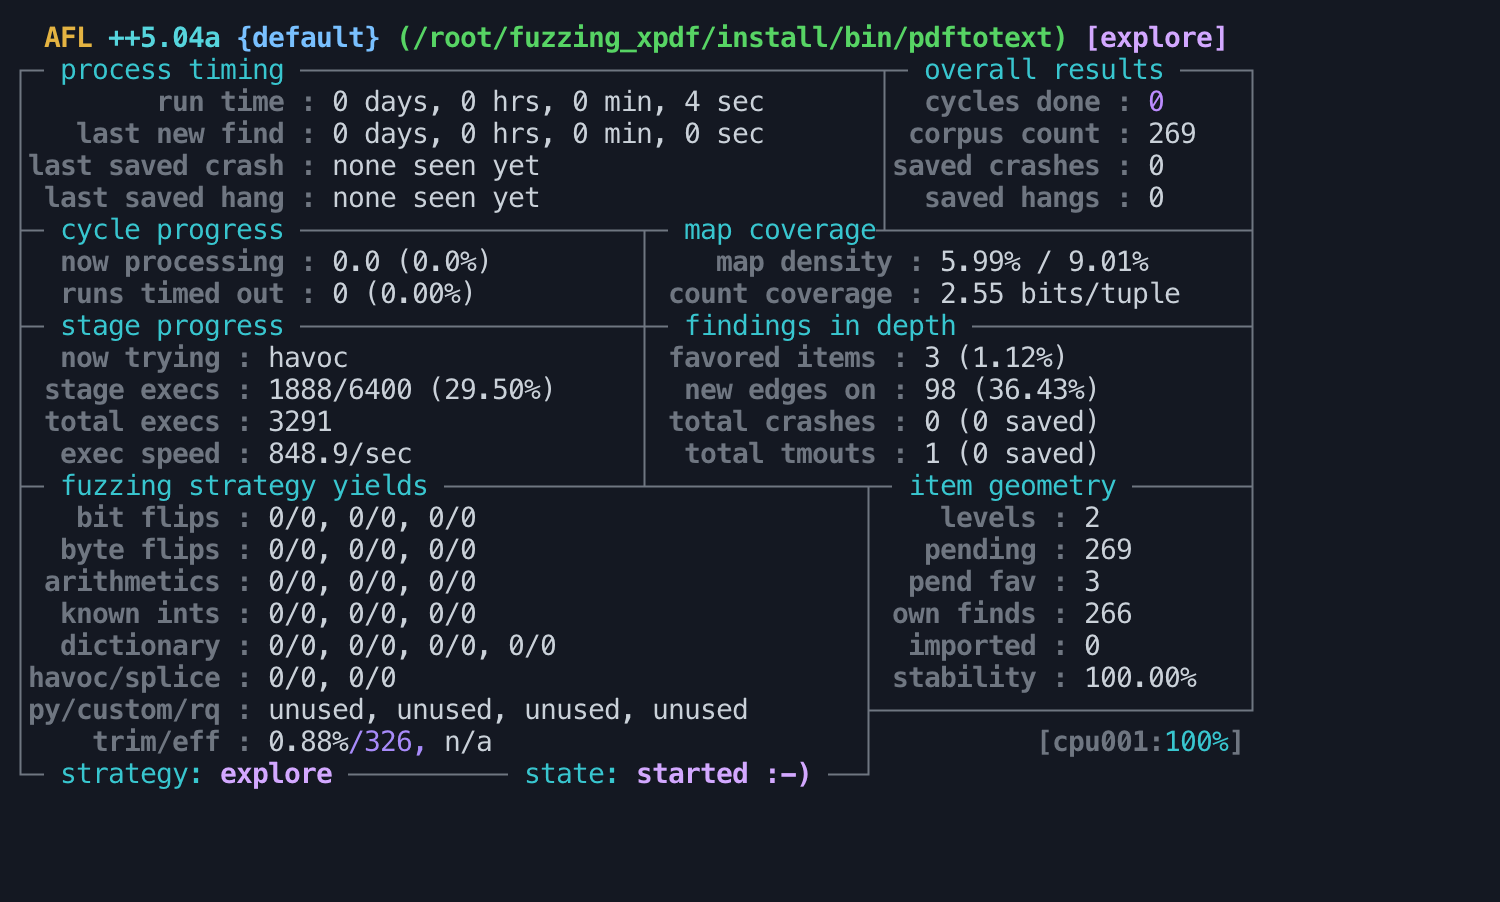 AFL ++5.04a {default} (/root/fuzzing_xpdf/install/bin/pdftotext) [explore]
process timing overall results
run time : 0 days, 0 hrs, 0 min, 4 sec cycles done : 0
last new find : 0 days, 0 hrs, 0 min, 0 sec corpus count : 269
last saved crash : none seen yet saved crashes : 0
last saved hang : none seen yet saved hangs : 0
cycle progress map coverage
now processing : 0.0 (0.0%) map density : 5.99% / 9.01%
runs timed out : 0 (0.00%) count coverage : 2.55 bits/tuple
stage progress findings in depth
now trying : havoc favored items : 3 (1.12%)
stage execs : 1888/6400 (29.50%) new edges on : 98 (36.43%)
total execs : 3291 total crashes : 0 (0 saved)
exec speed : 848.9/sec total tmouts : 1 (0 saved)
fuzzing strategy yields item geometry
bit flips : 0/0, 0/0, 0/0 levels : 2
byte flips : 0/0, 0/0, 0/0 pending : 269
arithmetics : 0/0, 0/0, 0/0 pend fav : 3
known ints : 0/0, 0/0, 0/0 own finds : 266
dictionary : 0/0, 0/0, 0/0, 0/0 imported : 0
havoc/splice : 0/0, 0/0 stability : 100.00%
py/custom/rq : unused, unused, unused, unused
trim/eff : 0.88%/326, n/a [cpu001:100%]
strategy: explore state: started :-)